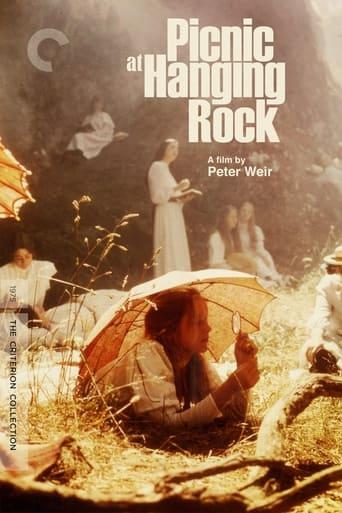 Picnic
at Hanging
Rock
A film by
Peter Weir
1975 THE CRITERION COLLECTION